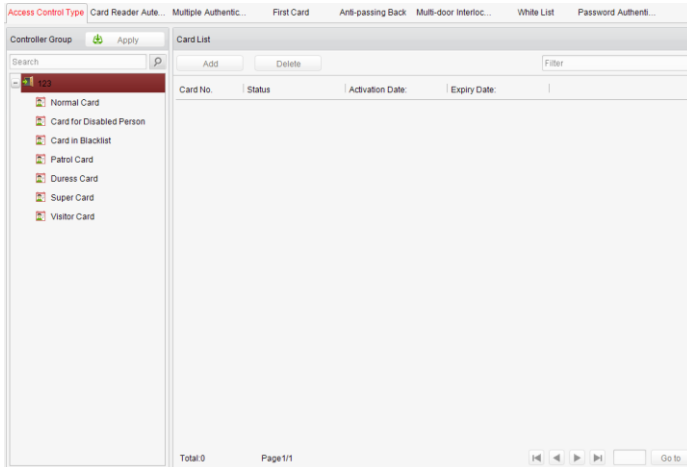 Access Control Type Card Reader Aute... Multiple Authentic... First Card Anti-passing Back Multi-door Interloc... White List Password Authenti...
Controller Group Apply Card List
Search Add Delete Filter
123 Card No. Status Activation Date: Expiry Date:
Normal Card
Card for Disabled Person
Card in Blacklist
Patrol Card
Duress Card
Super Card
Visitor Card
Total:0 Page1/1 Go to